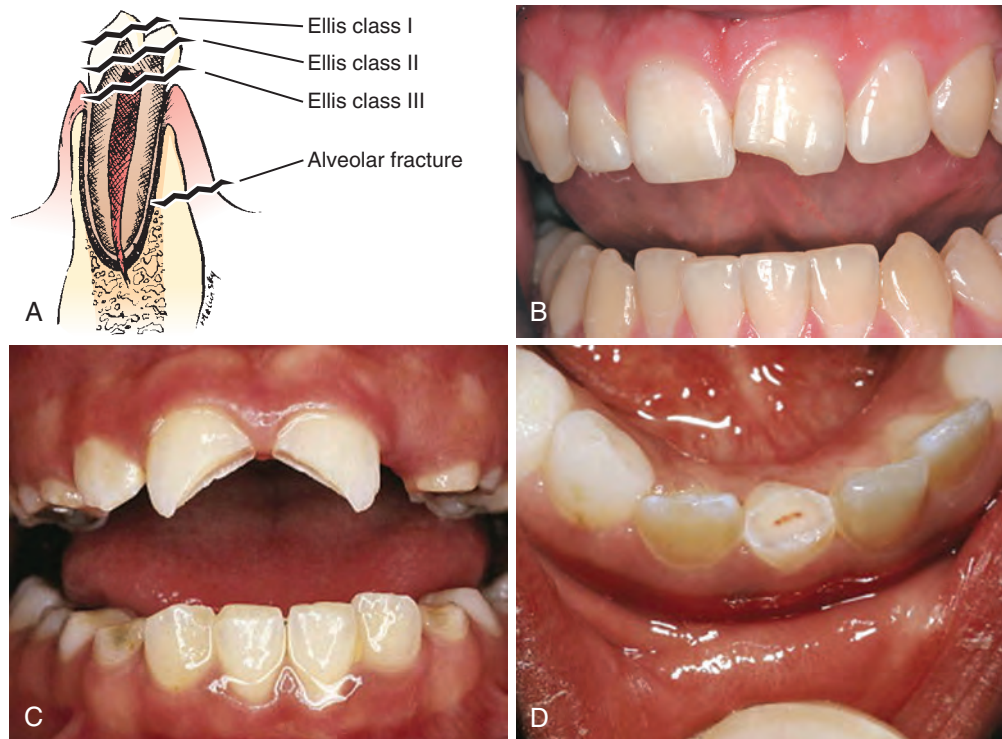 Ellis class I
Ellis class II
Ellis class III
Alveolar fracture
A
B
C
D